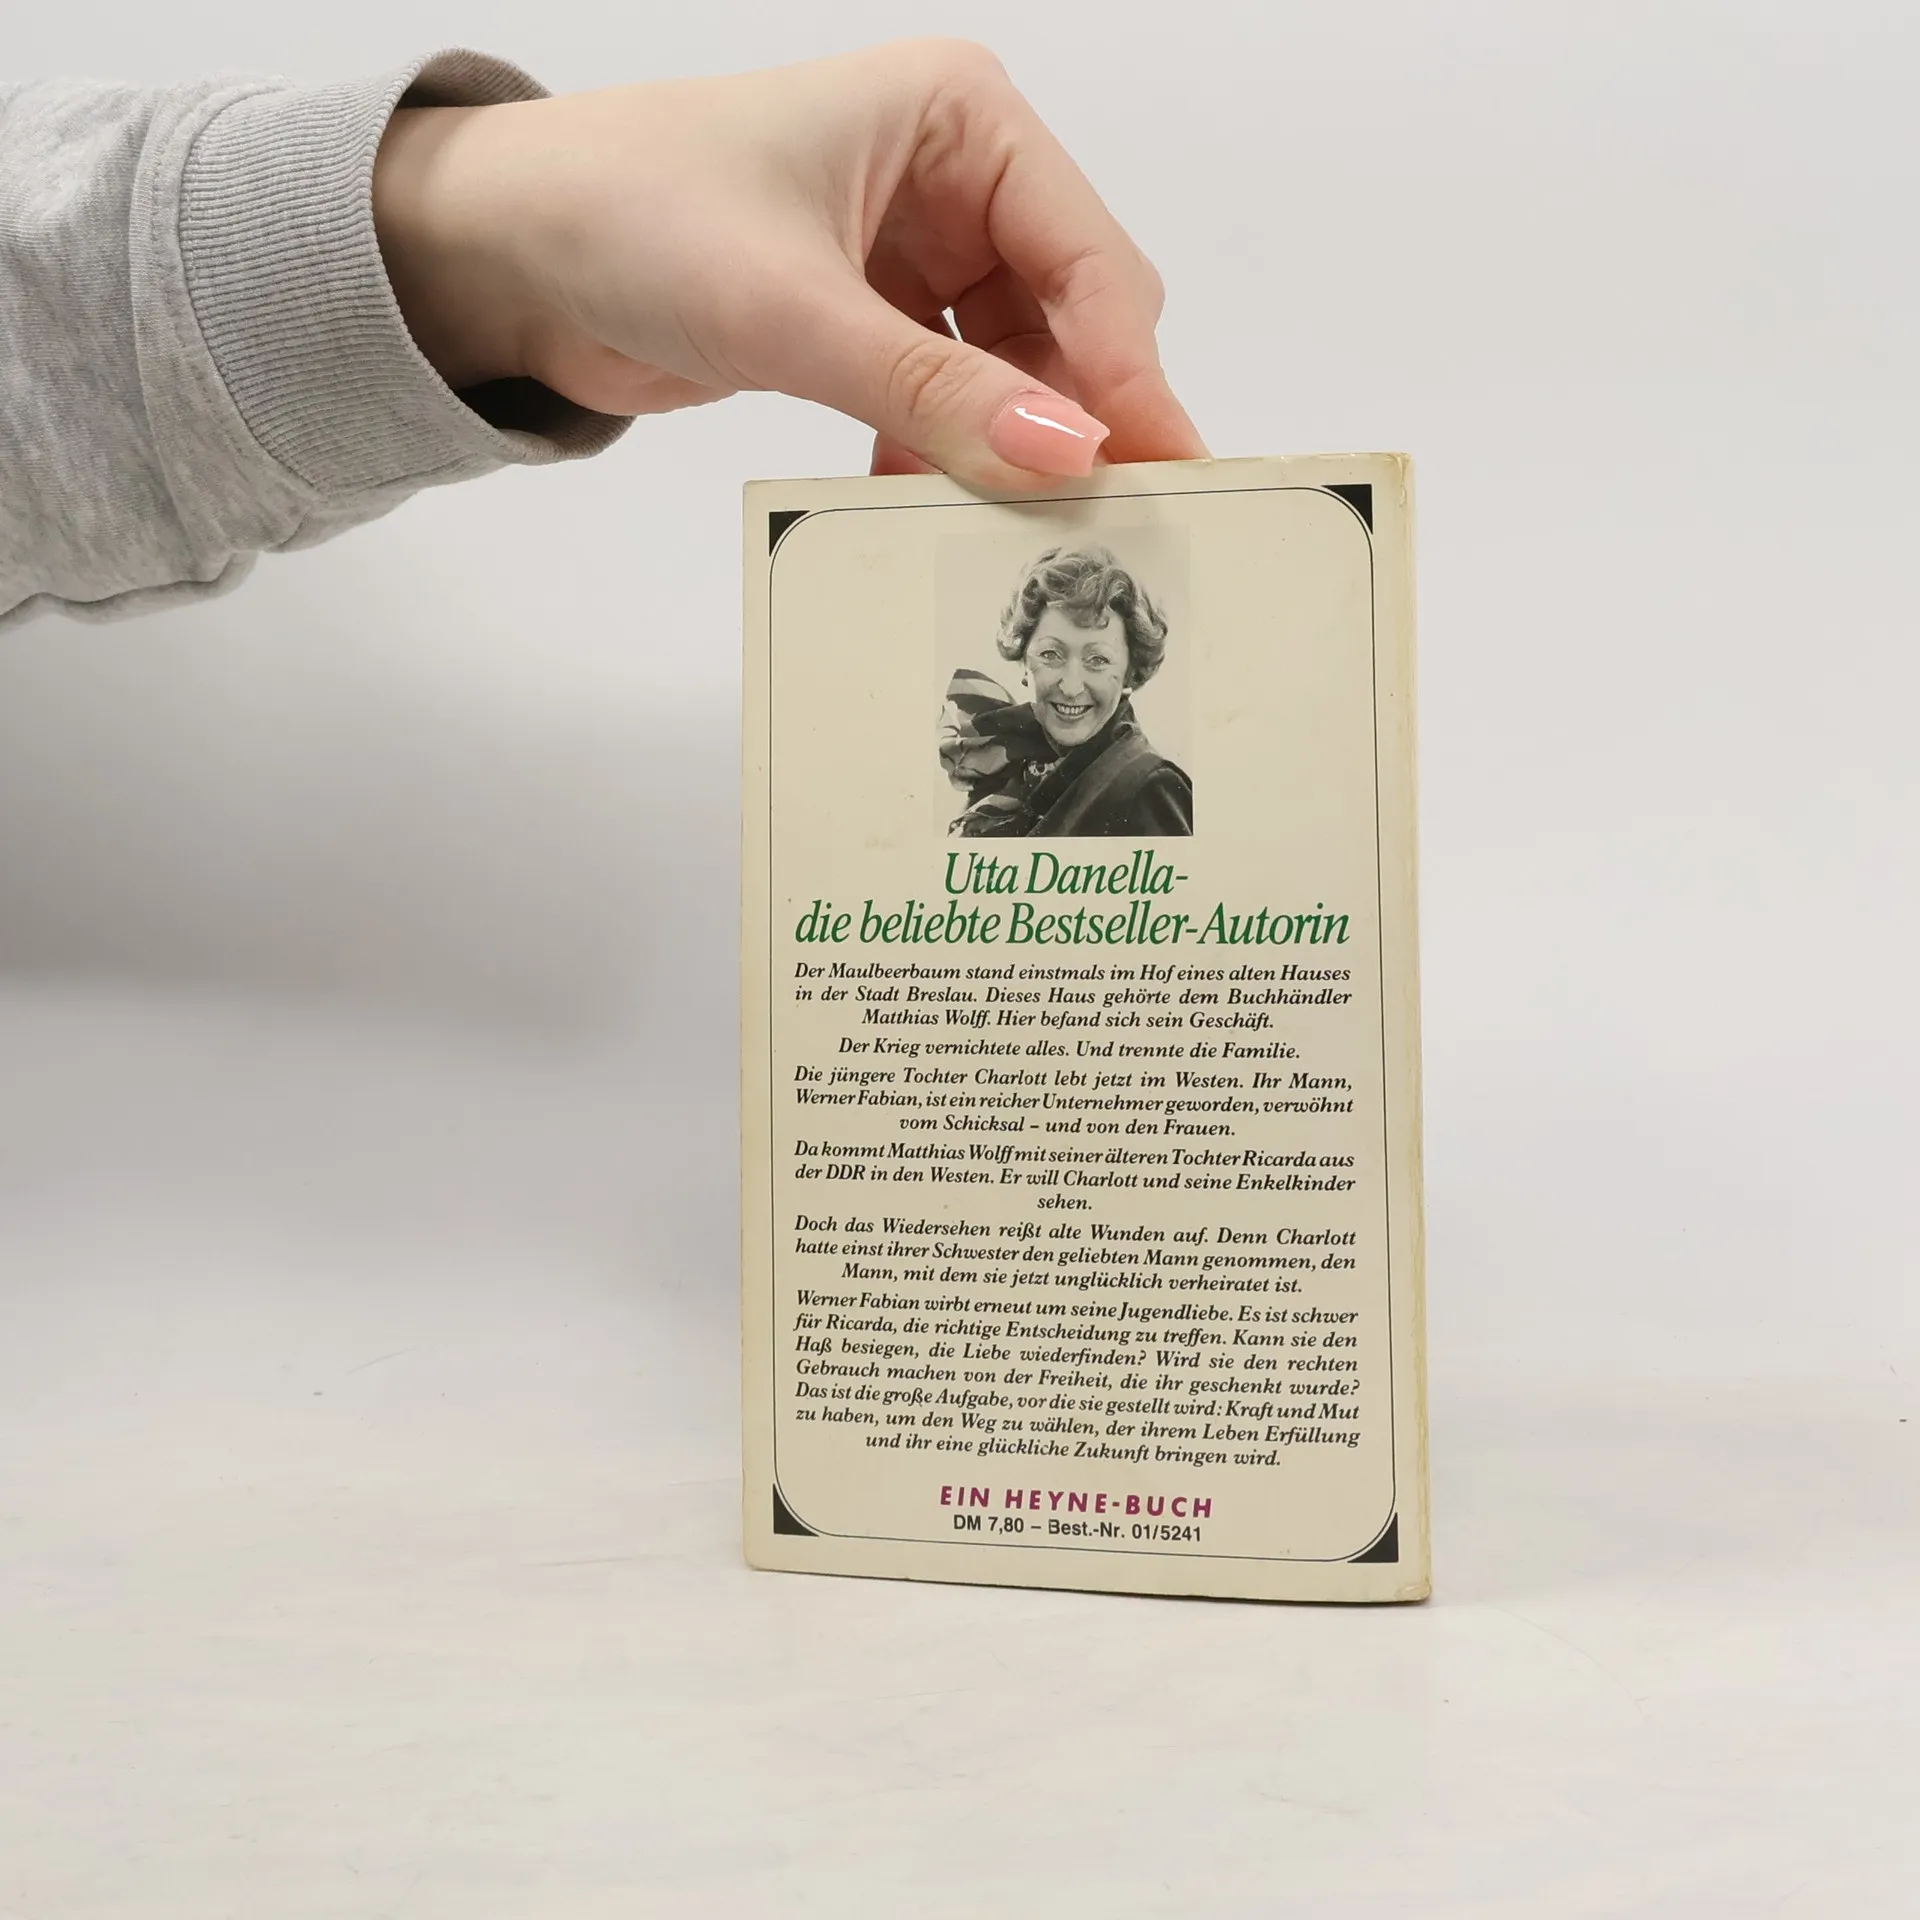 Utta Danella-
die beliebte Bestseller-Autorin
Der Maulbeerbaum stand einstmals im Hof eines alten Hauses
in der Stadt Breslau. Dieses Haus gehörte dem Buchhändler
Matthias Wolff. Hier befand sich sein Geschäft.
Der Krieg vernichtete alles. Und trennte die Familie.
Die jüngere Tochter Charlott lebt jetzt im Westen. Ihr Mann,
Werner Fabian, ist ein reicher Unternehmer geworden, verwöhnt
vom Schicksal – und von den Frauen.
Da kommt Matthias Wolff mit seiner älteren Tochter Ricarda aus
der DDR in den Westen. Er will Charlott und seine Enkelkinder
sehen.
Doch das Wiedersehen reißt alte Wunden auf. Denn Charlott
hatte einst ihrer Schwester den geliebten Mann genommen, den
Mann, mit dem sie jetzt unglücklich verheiratet ist.
Werner Fabian wirbt erneut um seine Jugendliebe. Es ist schwer
für Ricarda, die richtige Entscheidung zu treffen. Kann sie den
Haß besiegen, die Liebe wiederfinden? Wird sie den rechten
Gebrauch machen von der Freiheit, die ihr geschenkt wurde?
Das ist die große Aufgabe, vor die sie gestellt wird: Kraft und Mut
zu haben, um den Weg zu wählen, der ihrem Leben Erfüllung
und ihr eine glückliche Zukunft bringen wird.
EIN HEYNE-BUCH
DM 7,80 – Best.-Nr. 01/5241